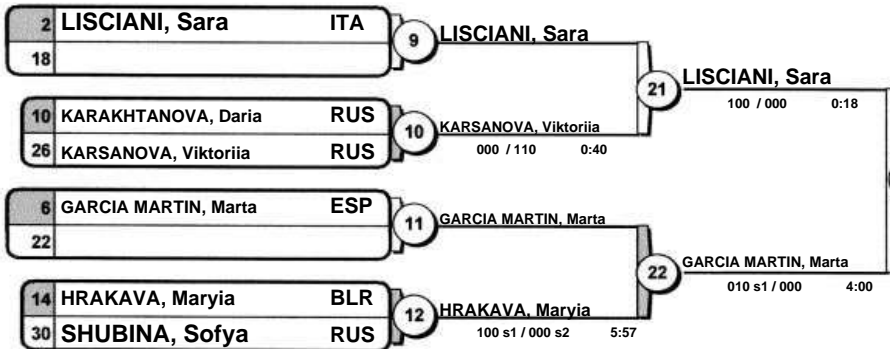 2 LISCIANI, Sara ITA
18
9 LISCIANI, Sara
10 KARAKHTANOVA, Daria RUS
26 KARSANOVA, Viktoriia RUS
10 KARSANOVA, Viktoriia
000 / 110 0:40
21 LISCIANI, Sara
100 / 000 0:18
6 GARCIA MARTIN, Marta ESP
22
11 GARCIA MARTIN, Marta
14 HRAKAVA, Maryia BLR
30 SHUBINA, Sofya RUS
12 HRAKAVA, Maryia
100 s1 / 000 s2 5:57
22 GARCIA MARTIN, Marta
010 s1 / 000 4:00